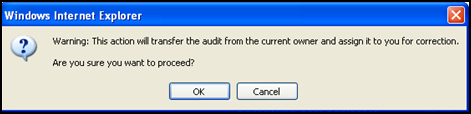 Windows Internet Explorer
Warning: This action will transfer the audit from the current owner and assign it to you for correction.
Are you sure you want to proceed?
OK Cancel